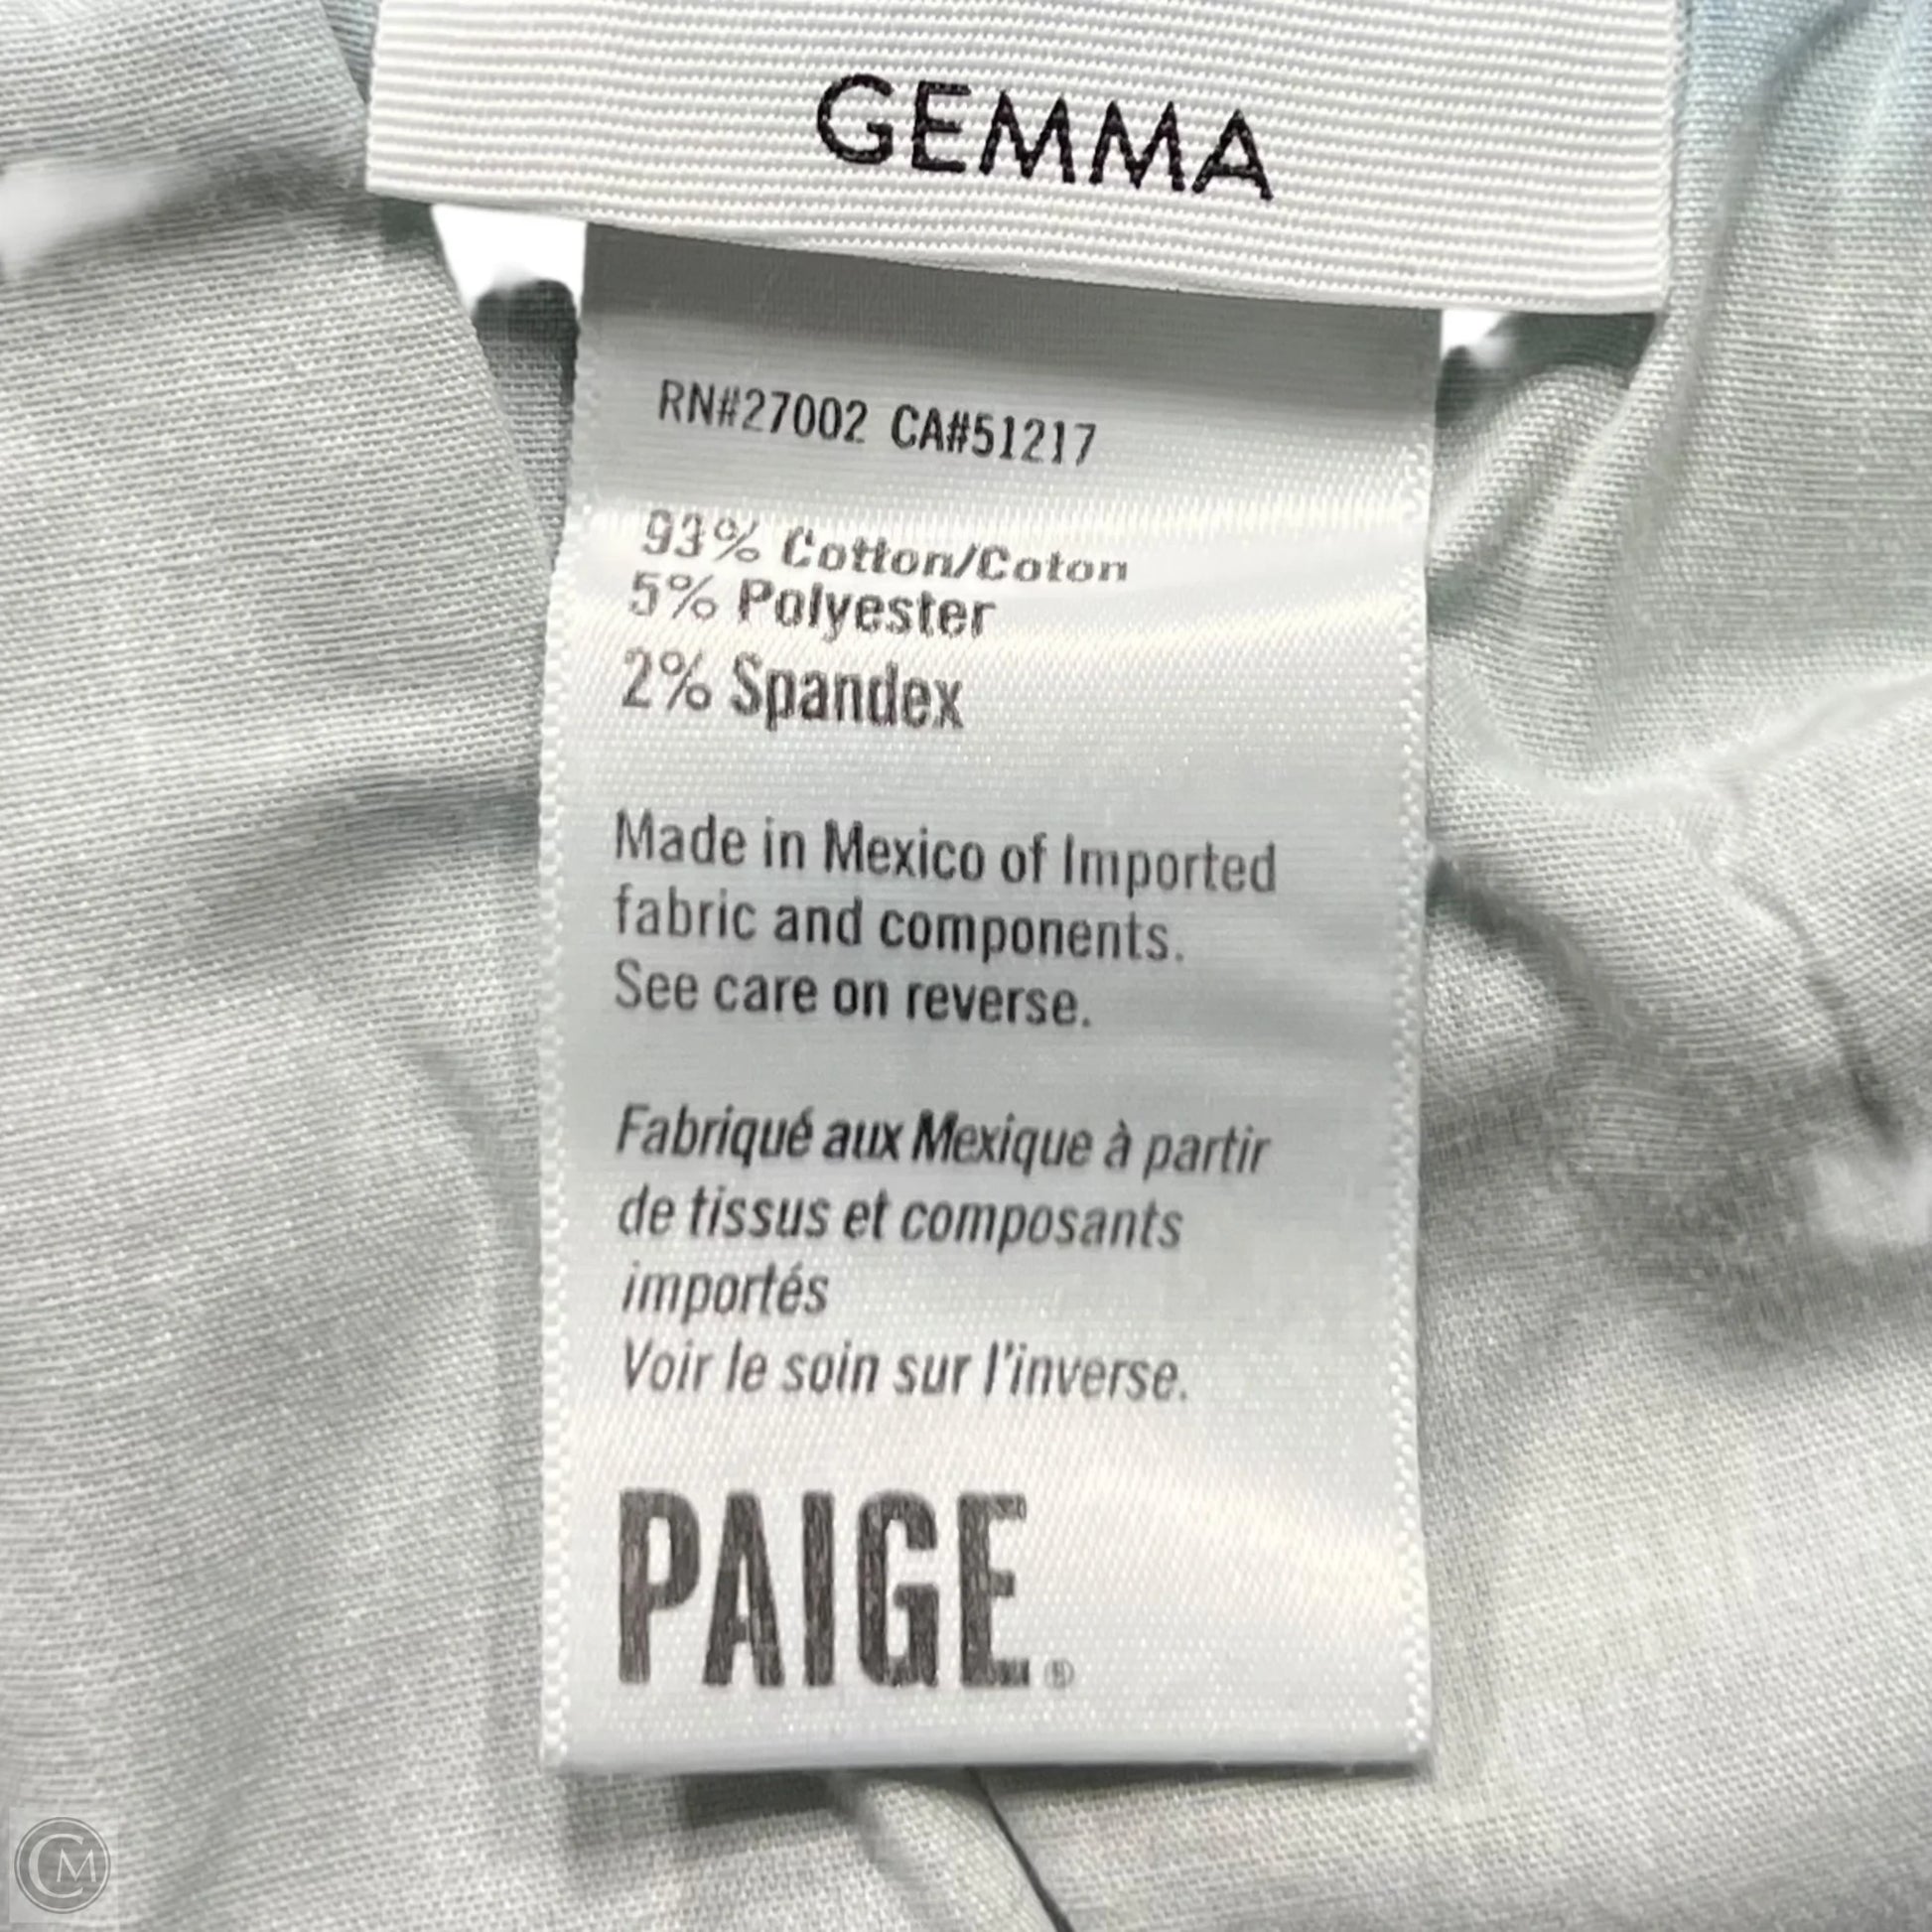 GEMMA
RN#27002 CA#51217
93% Cotton/Coton
5% Polyester
2% Spandex
Made in Mexico of Imported
fabric and components.
See care on reverse.
Fabriqué aux Mexique à partir
de tissus et composants
importés
Voir le soin sur l'inverse.
PAIGE®
CM